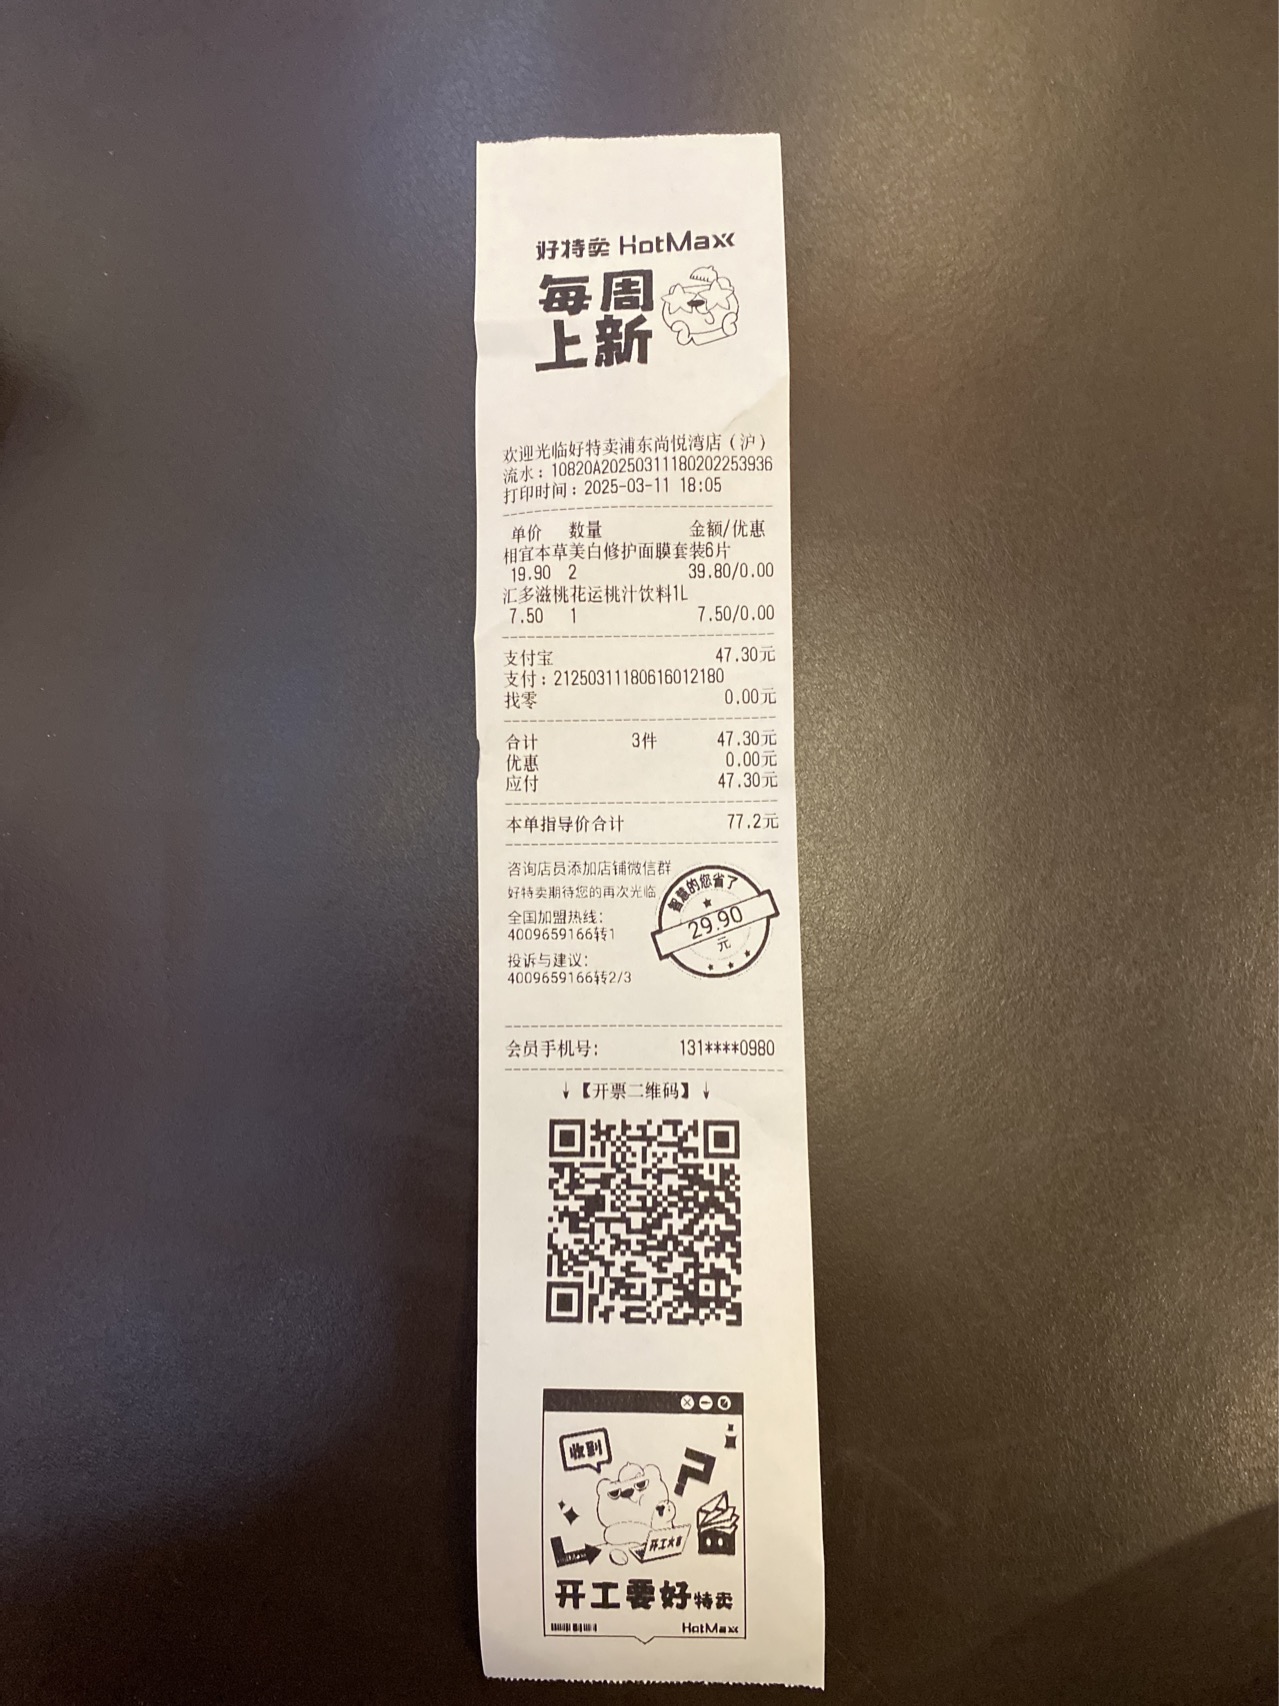 好特卖 HotMaxx
每周
上新
欢迎光临好特卖浦东尚悦湾店（沪）
流水：10820A20250311180202253936
打印时间：2025-03-11 18:05
单价 数量 金额/优惠
相宜本草美白修护面膜套装6片
19.90 2 39.80/0.00
汇多滋桃花运桃汁饮料1L
7.50 1 7.50/0.00
支付宝 47.30元
支付：21250311180616012180
找零 0.00元
合计 3件 47.30元
优惠 0.00元
应付 47.30元
本单指导价合计 77.2元
咨询店员添加店铺微信群
好特卖期待您的再次光临
全国加盟热线：
4009659166转1
投诉与建议：
4009659166转2/3
智慧的您省了
29.90
元
会员手机号： 131****0980
↓【开票二维码】↓
收到
开工大吉
开工要好特卖
HotMaxx